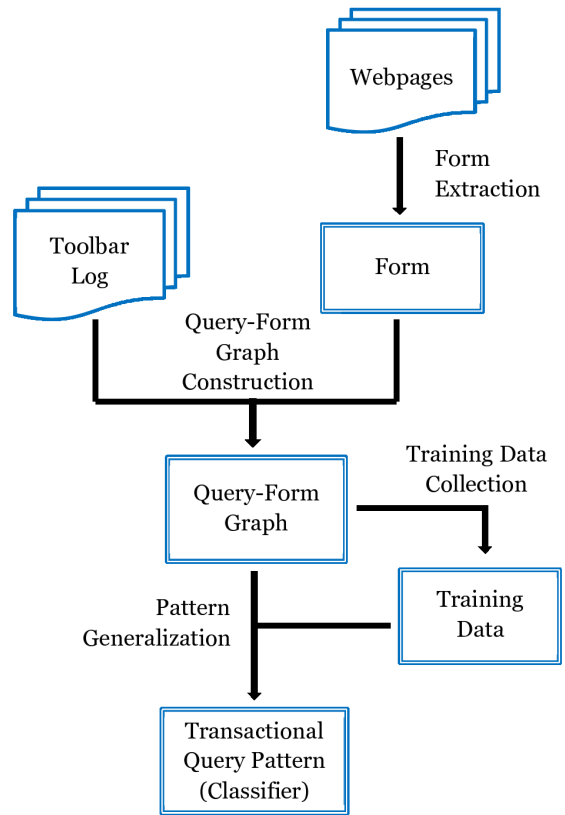 Webpages
Form
Extraction
Toolbar
Log
Form
Query-Form
Graph
Construction
Training Data
Collection
Query-Form
Graph
Pattern
Generalization
Training
Data
Transactional
Query Pattern
(Classifier)